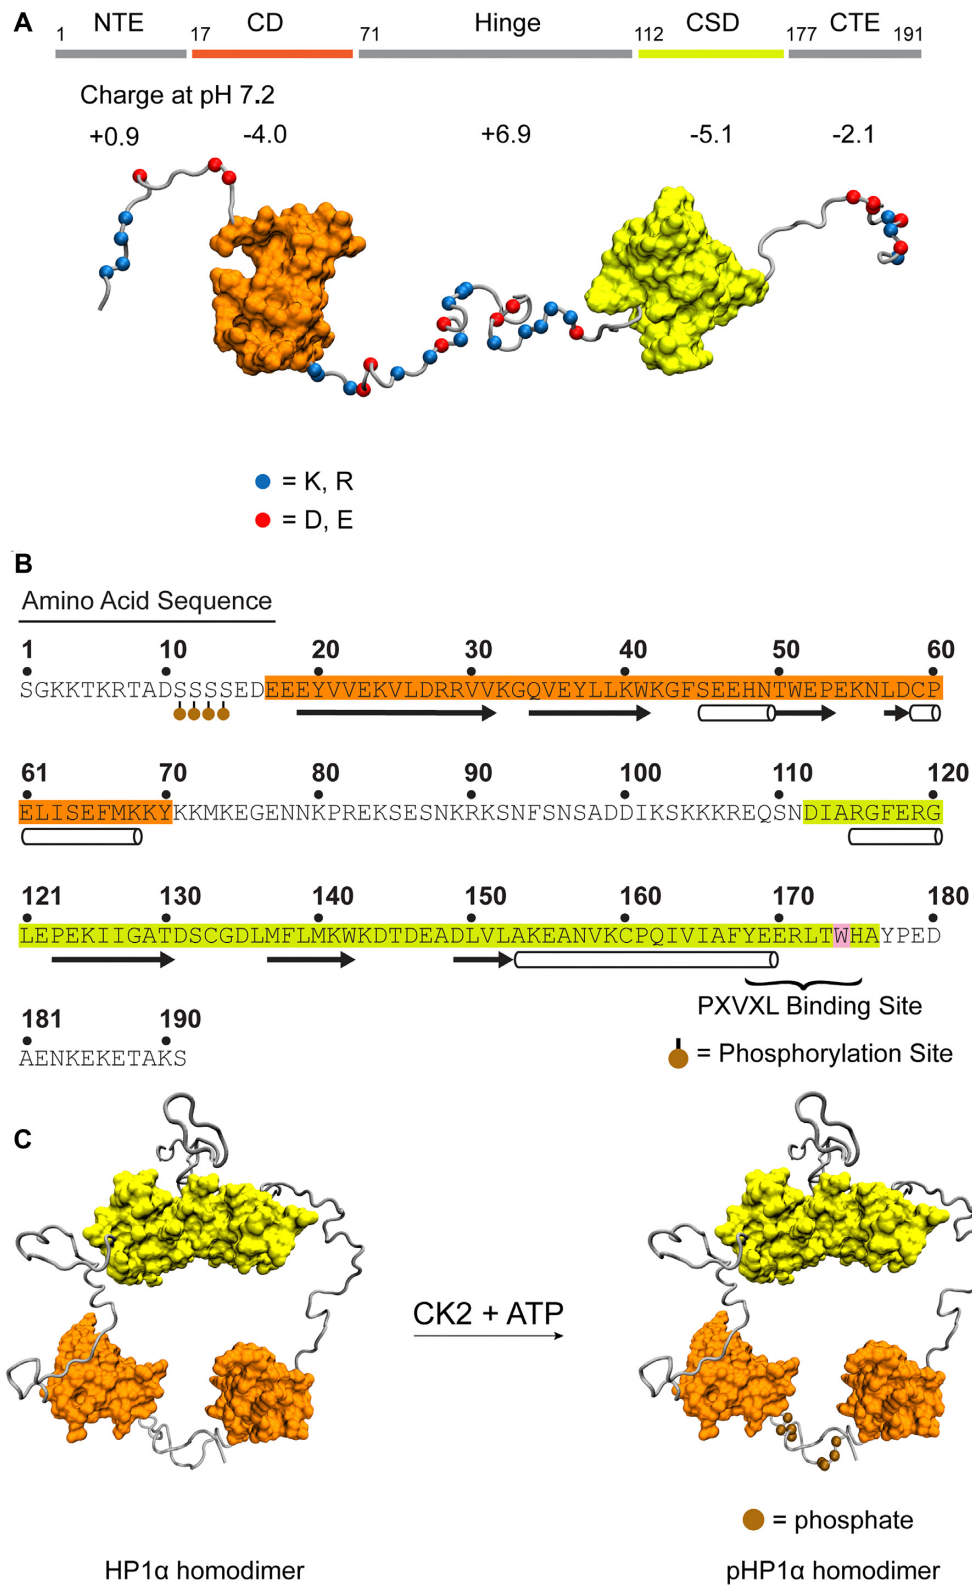 A
NTE CD Hinge CSD CTE
1 17 71 112 177 191
Charge at pH 7.2
+0.9 -4.0 +6.9 -5.1 -2.1
= K, R
= D, E
B
Amino Acid Sequence
1 10 20 30 40 50 60
SGKKTKRTADSSSSEDEEEYVVEKVLDRRVVKGQVEYLLKWKGFSEEHNTWEPEKNLDCP
61 70 80 90 100 110 120
ELISEFMKKYKKMKEGENNKPREKSESNKRKSNFSNSADDIKSKKKREQSNDIARGFERG
121 130 140 150 160 170 180
LEPEKIIGATDSCGDLMFLMKWKDTDEADLVLAKEANVKCPQIVIAFYEERLTWHAYPED
PXVXL Binding Site
181 190
AENKEKETAKS
= Phosphorylation Site
C
CK2 + ATP
= phosphate
HP1α homodimer pHP1α homodimer